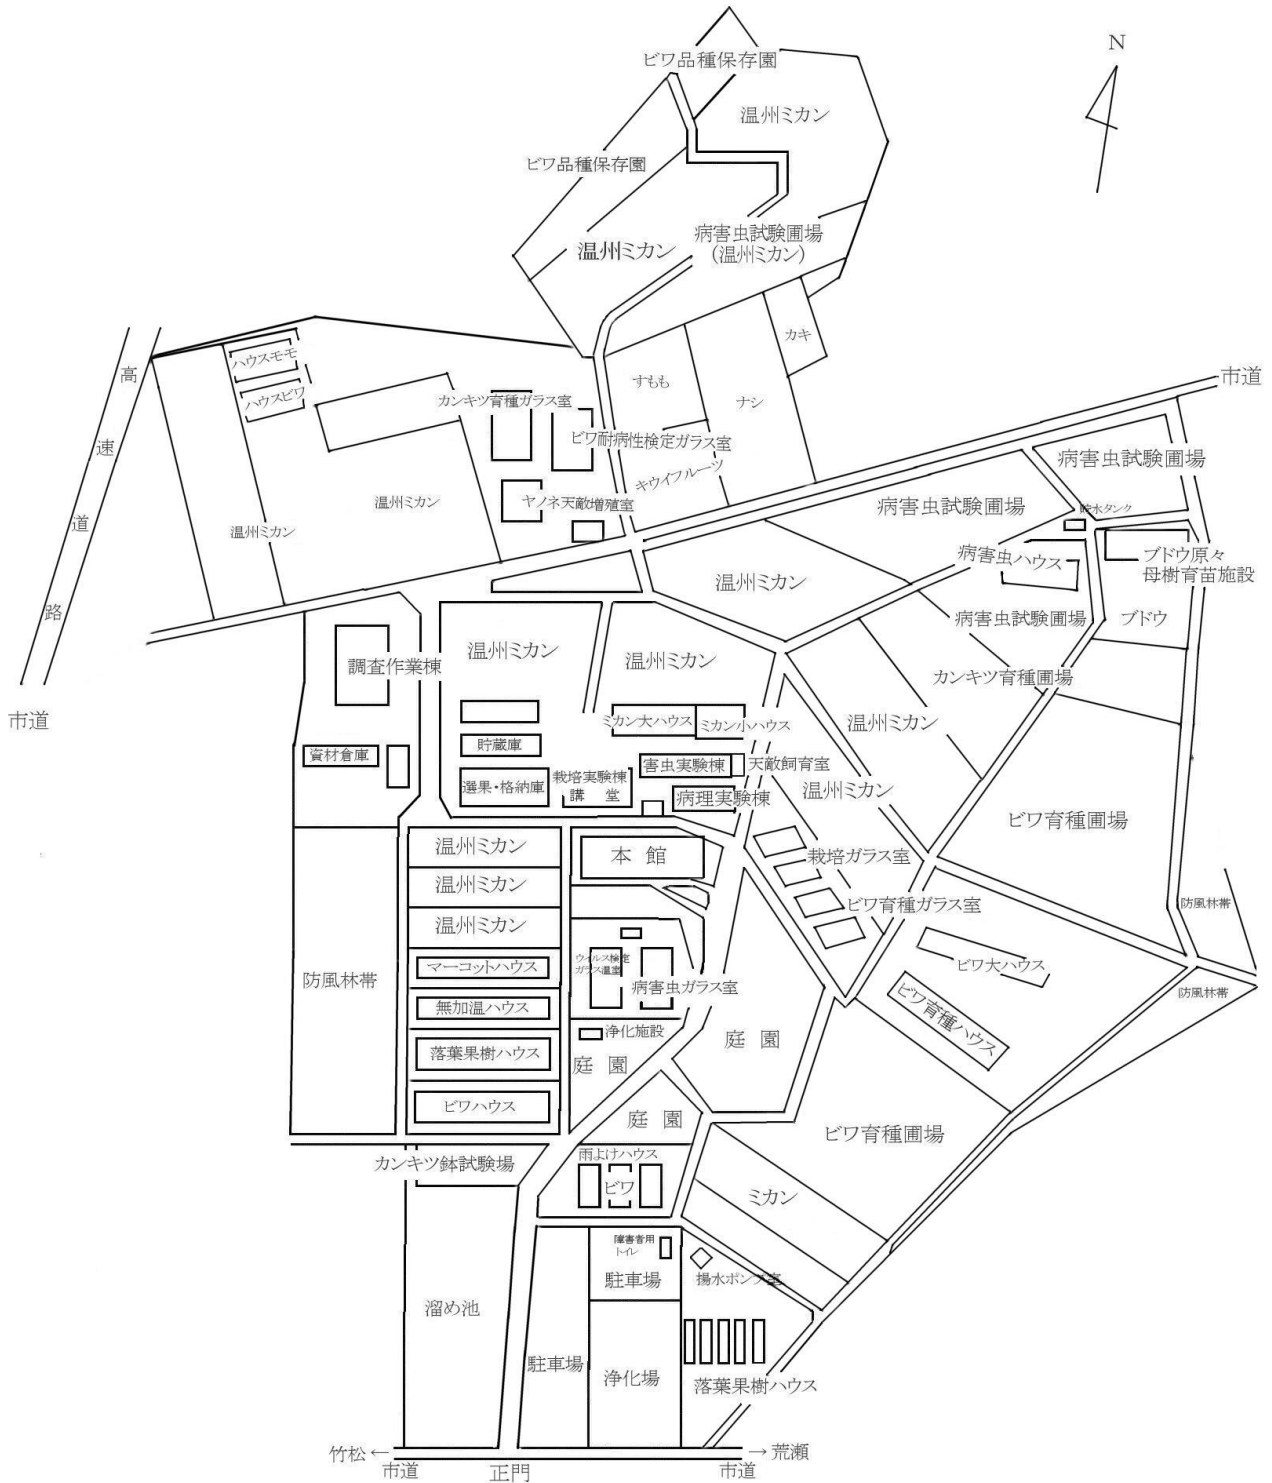 N
ビワ品種保存園
温州ミカン
ビワ品種保存園
温州ミカン
病害虫試験圃場
(温州ミカン)
カキ
ハウスモモ
ハウスビワ
すもも
ナシ
市道
高速道路
カンキツ育種ガラス室
ビワ耐病性検定ガラス室
キウイフルーツ
ヤノネ天敵増殖室
温州ミカン
温州ミカン
病害虫試験圃場
病害虫試験圃場
貯水タンク
病害虫ハウス
ブドウ原々
母樹育苗施設
温州ミカン
病害虫試験圃場
ブドウ
カンキツ育種圃場
調査作業棟
温州ミカン
温州ミカン
市道
ミカン大ハウス
ミカン小ハウス
温州ミカン
資材倉庫
貯蔵庫
害虫実験棟
天敵飼育室
選果・格納庫
栽培実験棟
講 堂
病理実験棟
温州ミカン
ビワ育種圃場
温州ミカン
本 館
栽培ガラス室
温州ミカン
ビワ育種ガラス室
防風林帯
温州ミカン
ウイルス検定
ガラス温室
病害虫ガラス室
マーコットハウス
ビワ大ハウス
防風林帯
防風林帯
無加温ハウス
ビワ育種ハウス
浄化施設
庭 園
落葉果樹ハウス
庭 園
ビワハウス
庭 園
ビワ育種圃場
カンキツ鉢試験場
雨よけハウス
ビワ
ミカン
障害者用
トイレ
駐車場
揚水ポンプ室
溜め池
駐車場
浄化場
落葉果樹ハウス
竹松 ←
→ 荒瀬
市道
正門
市道